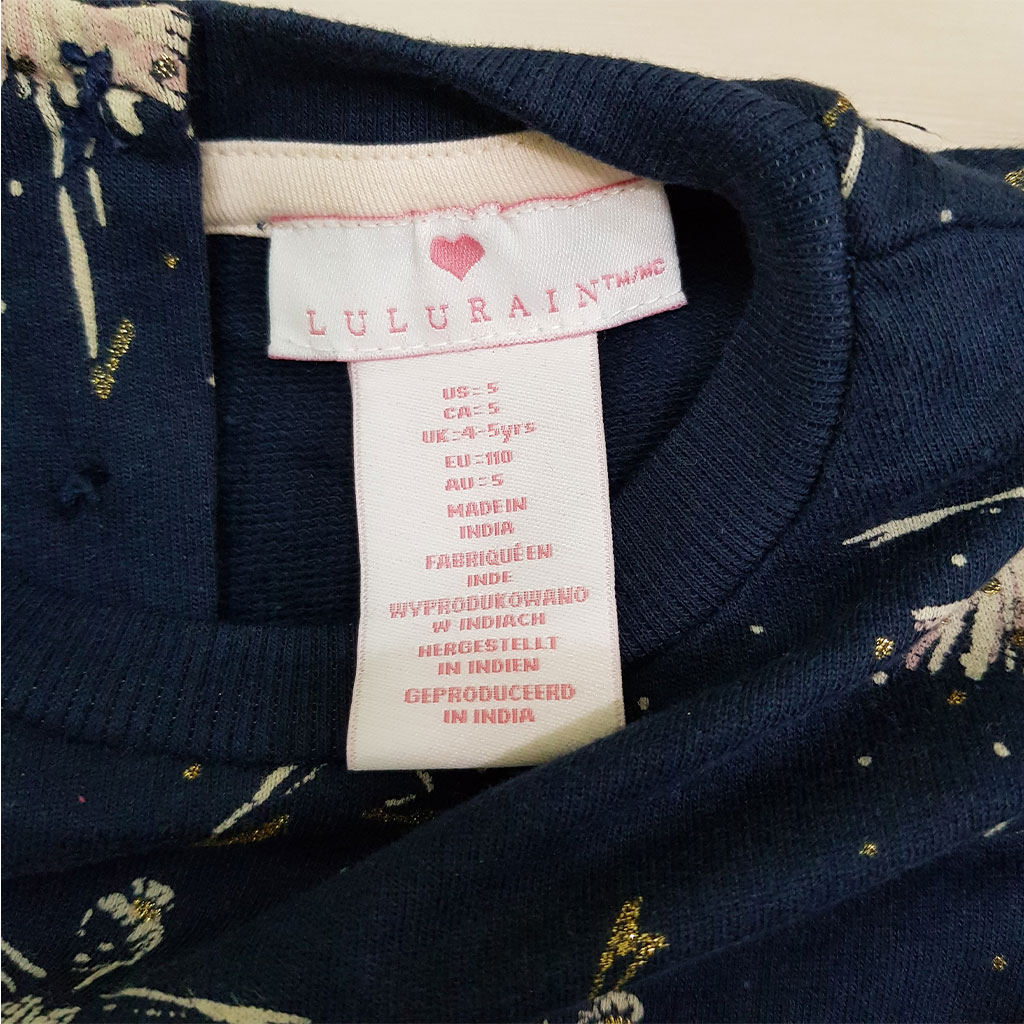 LULURAIN™/MC
US=5
CA=5
UK=4-5yrs
EU=110
AU=5
MADE IN
INDIA
FABRIQUÉ EN
INDE
WYPRODUKOWANO
W INDIACH
HERGESTELLT
IN INDIEN
GEPRODUCEERD
IN INDIA